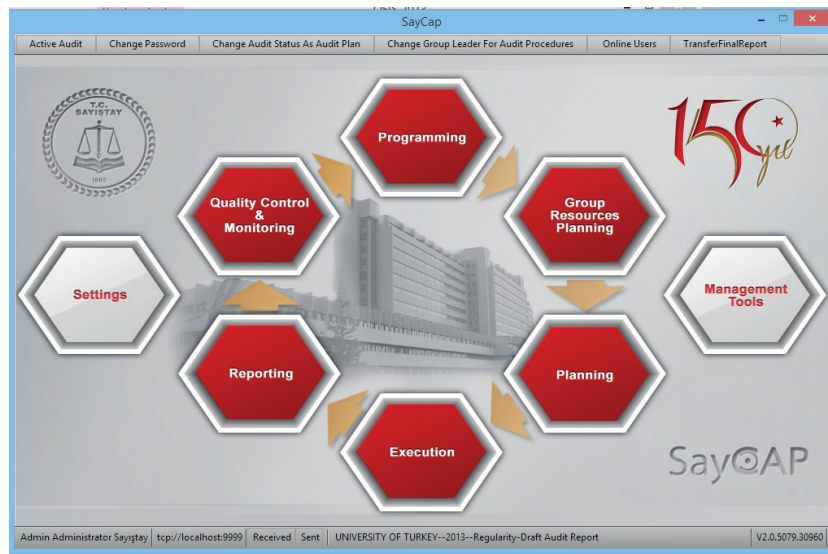 SayCap
Active Audit
Change Password
Change Audit Status As Audit Plan
Change Group Leader For Audit Procedures
Online Users
TransferFinalReport
T.C.
SAYIŞTAY
1862
150
yıl
Programming
Quality Control
&
Monitoring
Group
Resources
Planning
Settings
Management
Tools
Reporting
Planning
Execution
SayCAP
Admin Administrator Sayıştay
tcp://localhost:9999
Received
Sent
UNIVERSITY OF TURKEY--2013--Regularity-Draft Audit Report
V2.0.5079.30960